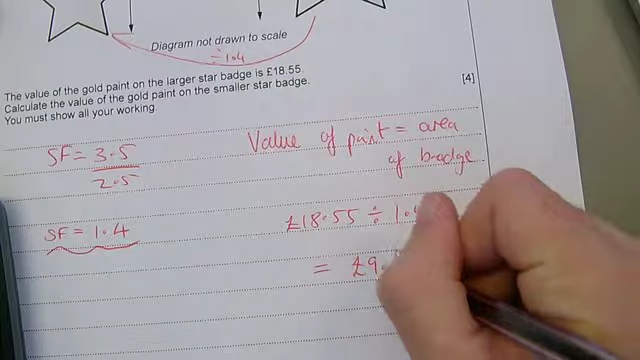 Diagram not drawn to scale
÷1.4
The value of the gold paint on the larger star badge is £18.55.
Calculate the value of the gold paint on the smaller star badge.
You must show all your working.
[4]
SF = 3.5
2.5
Value of paint = area
of badge
SF = 1.4
£18.55 ÷ 1.4
= £9.